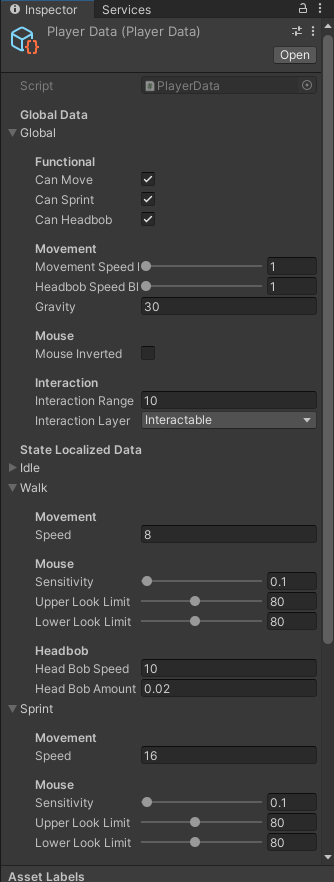 Inspector Services
Player Data (Player Data)
Open
Script PlayerData
Global Data
Global
Functional
Can Move
Can Sprint
Can Headbob
Movement
Movement Speed 1
Headbob Speed Bl 1
Gravity 30
Mouse
Mouse Inverted
Interaction
Interaction Range 10
Interaction Layer Interactable
State Localized Data
Idle
Walk
Movement
Speed 8
Mouse
Sensitivity 0.1
Upper Look Limit 80
Lower Look Limit 80
Headbob
Head Bob Speed 10
Head Bob Amount 0.02
Sprint
Movement
Speed 16
Mouse
Sensitivity 0.1
Upper Look Limit 80
Lower Look Limit 80
Asset Labels